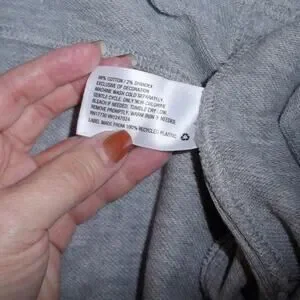 98% COTTON / 2% SPANDEX
EXCLUSIVE OF DECORATION
MACHINE WASH COLD SEPARATELY,
GENTLE CYCLE. ONLY NON-CHLORINE
BLEACH IF NEEDED. TUMBLE DRY LOW.
REMOVE PROMPTLY. WARM IRON IF NEEDED
LABEL MADE FROM 100% RECYCLED PLASTIC